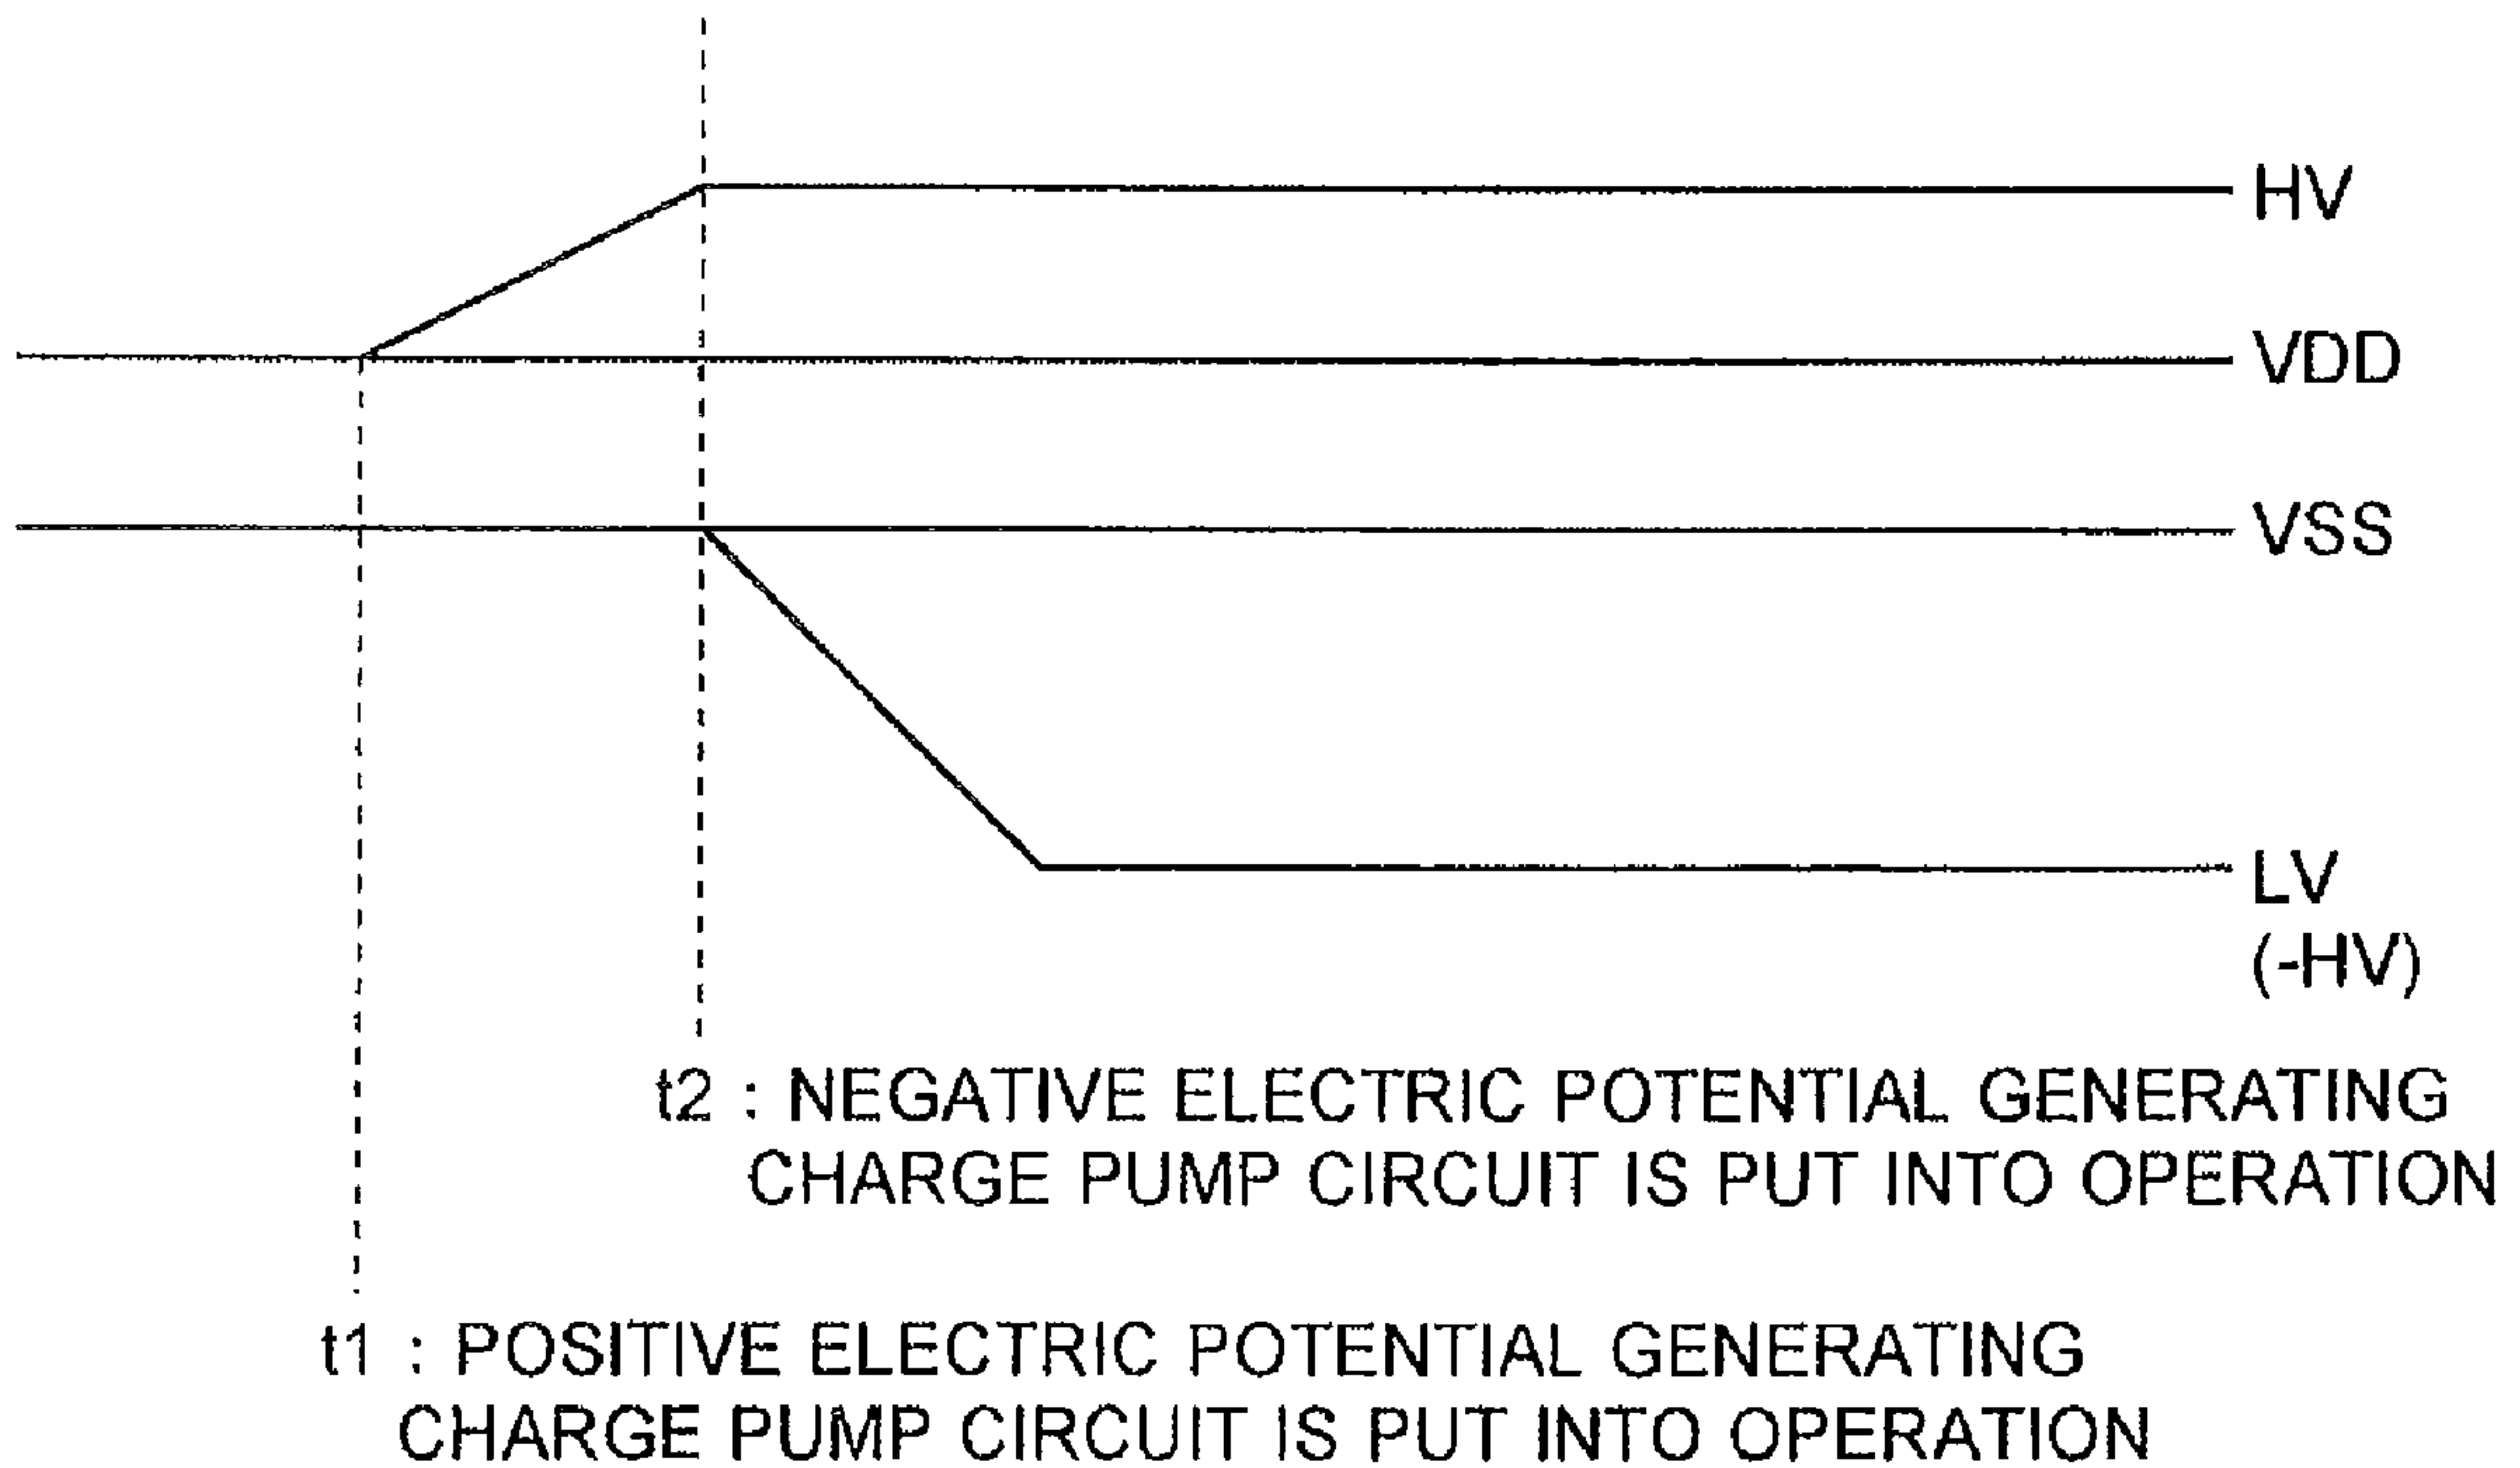 HV
VDD
VSS
LV
(-HV)
t2 : NEGATIVE ELECTRIC POTENTIAL GENERATING
CHARGE PUMP CIRCUIT IS PUT INTO OPERATION
t1 : POSITIVE ELECTRIC POTENTIAL GENERATING
CHARGE PUMP CIRCUIT IS PUT INTO OPERATION